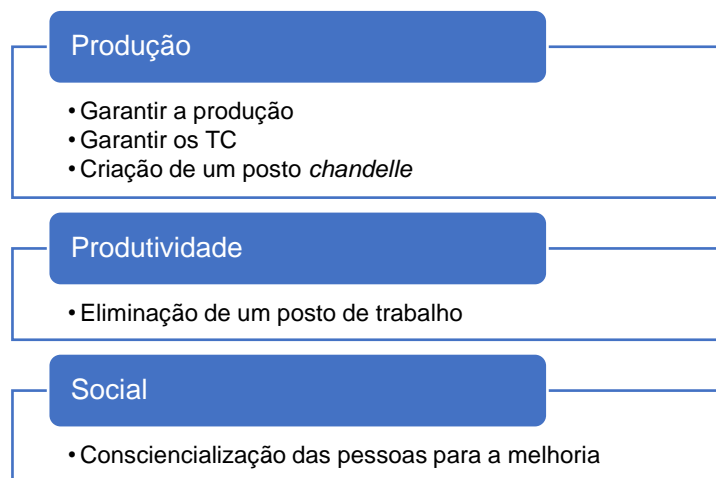 Produção
• Garantir a produção
• Garantir os TC
• Criação de um posto chandelle
Produtividade
• Eliminação de um posto de trabalho
Social
• Consciencialização das pessoas para a melhoria